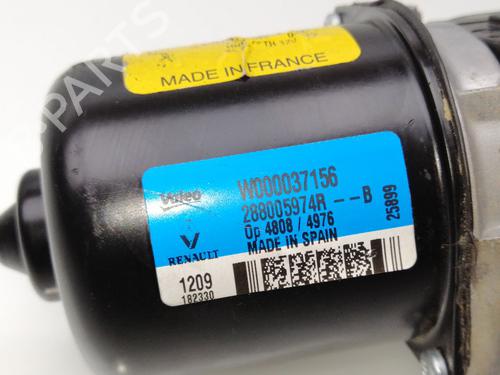 MADE IN FRANCE
Valeo
W000037156
288005974R -- B
Op 4808 / 4976
MADE IN SPAIN
25899
RENAULT
1209
182330